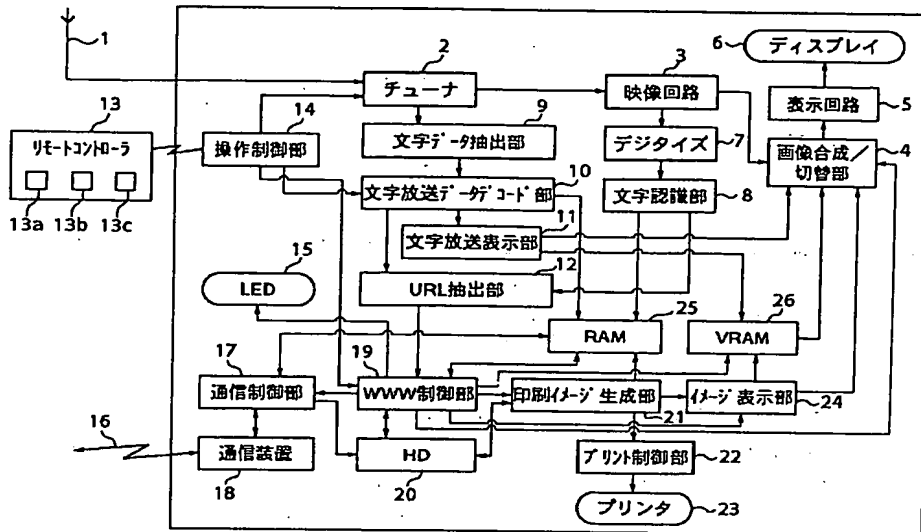 1
2
チューナ
3
映像回路
6
ディスプレイ
表示回路
5
13
リモートコントローラ
13a
13b
13c
14
操作制御部
9
文字データ抽出部
デジタイズ
7
画像合成/
切替部
4
文字放送データデコード部
10
文字認識部
8
文字放送表示部
11
15
LED
URL抽出部
12
RAM
25
VRAM
26
17
通信制御部
19
WWW制御部
印刷イメージ生成部
21
イメージ表示部
24
16
通信装置
18
HD
20
プリント制御部
22
プリンタ
23